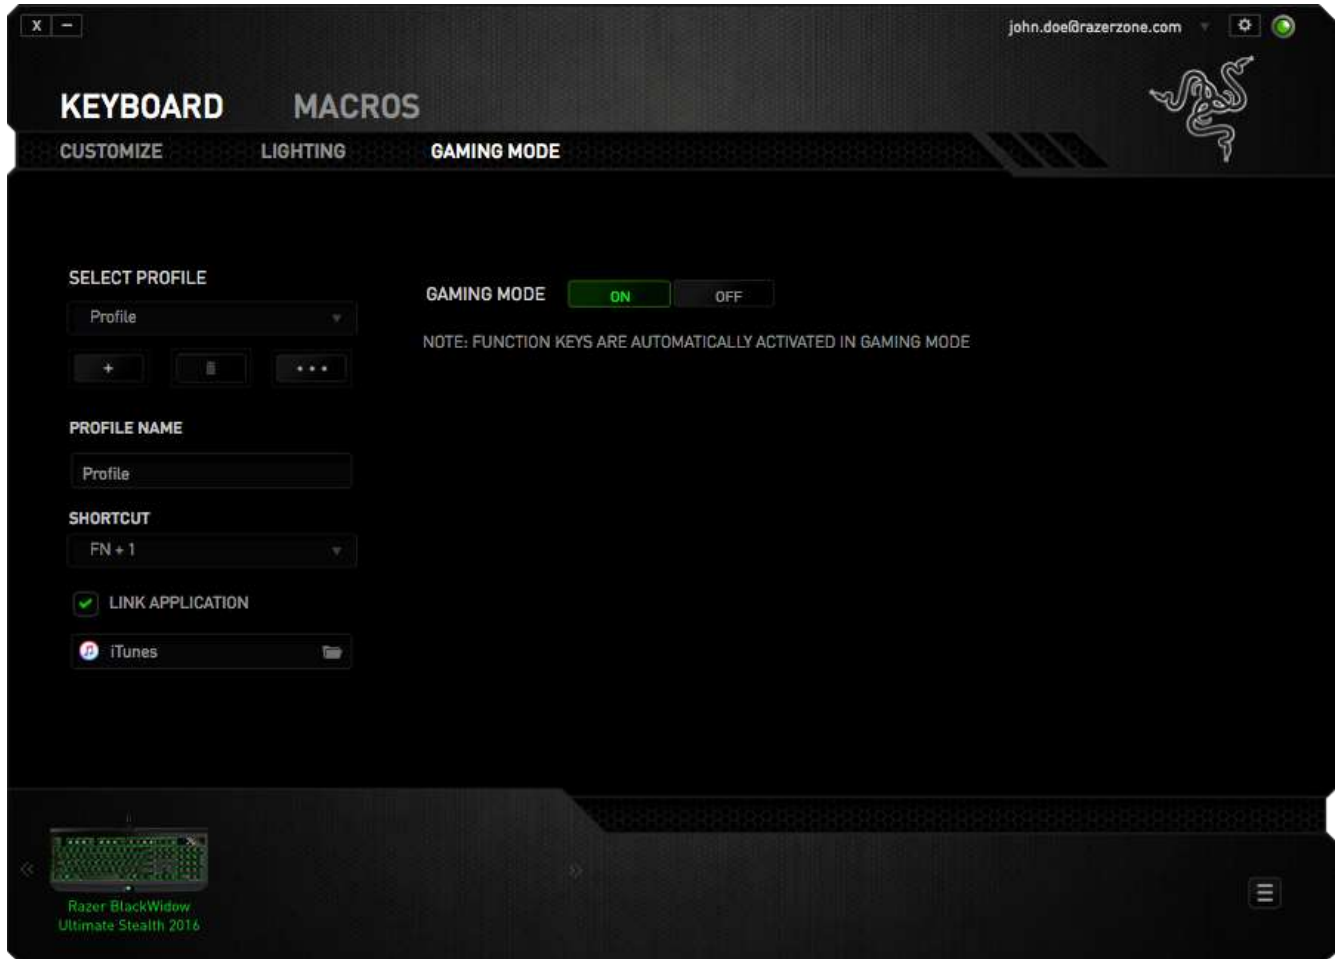 X –
john.doe@razerzone.com
KEYBOARD MACROS
CUSTOMIZE LIGHTING GAMING MODE
SELECT PROFILE
Profile
GAMING MODE ON OFF
NOTE: FUNCTION KEYS ARE AUTOMATICALLY ACTIVATED IN GAMING MODE
+ •••
PROFILE NAME
Profile
SHORTCUT
FN + 1
LINK APPLICATION
iTunes
Razer BlackWidow
Ultimate Stealth 2016